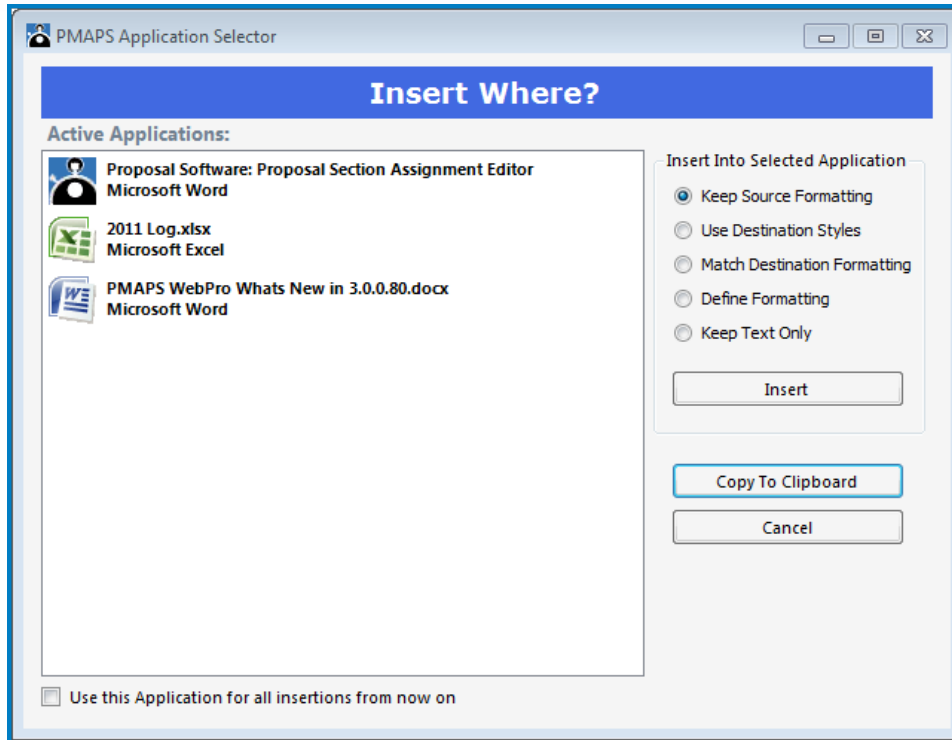 PMAPS Application Selector
Insert Where?
Active Applications:
Proposal Software: Proposal Section Assignment Editor
Microsoft Word
2011 Log.xlsx
Microsoft Excel
PMAPS WebPro Whats New in 3.0.0.80.docx
Microsoft Word
Insert Into Selected Application
Keep Source Formatting
Use Destination Styles
Match Destination Formatting
Define Formatting
Keep Text Only
Insert
Copy To Clipboard
Cancel
Use this Application for all insertions from now on